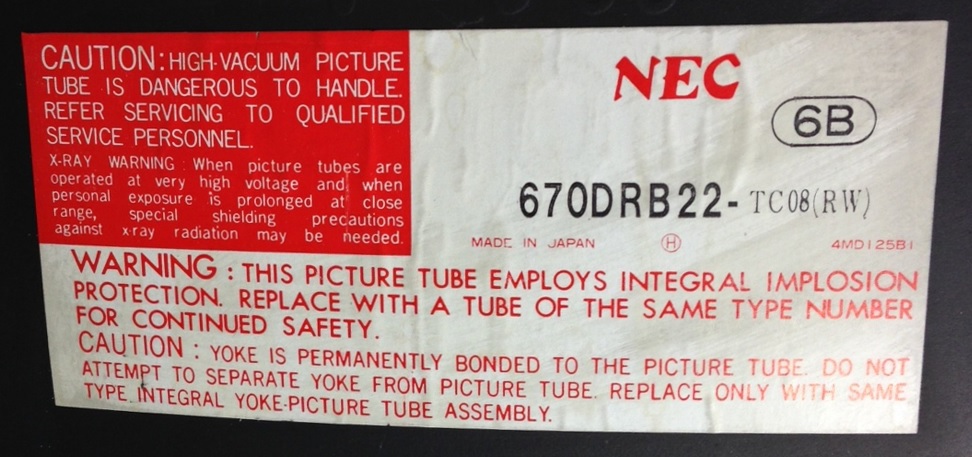 CAUTION: HIGH-VACUUM PICTURE
TUBE IS DANGEROUS TO HANDLE.
REFER SERVICING TO QUALIFIED
SERVICE PERSONNEL.
X-RAY WARNING : When picture tubes are
operated at very high voltage and when
personal exposure is prolonged at close
range, special shielding precautions
against x-ray radiation may be needed.
NEC
6B
670DRB22-TC08(RW)
MADE IN JAPAN H 4MD125B1
WARNING : THIS PICTURE TUBE EMPLOYS INTEGRAL IMPLOSION
PROTECTION. REPLACE WITH A TUBE OF THE SAME TYPE NUMBER
FOR CONTINUED SAFETY.
CAUTION : YOKE IS PERMANENTLY BONDED TO THE PICTURE TUBE. DO NOT
ATTEMPT TO SEPARATE YOKE FROM PICTURE TUBE. REPLACE ONLY WITH SAME
TYPE. INTEGRAL YOKE-PICTURE TUBE ASSEMBLY.